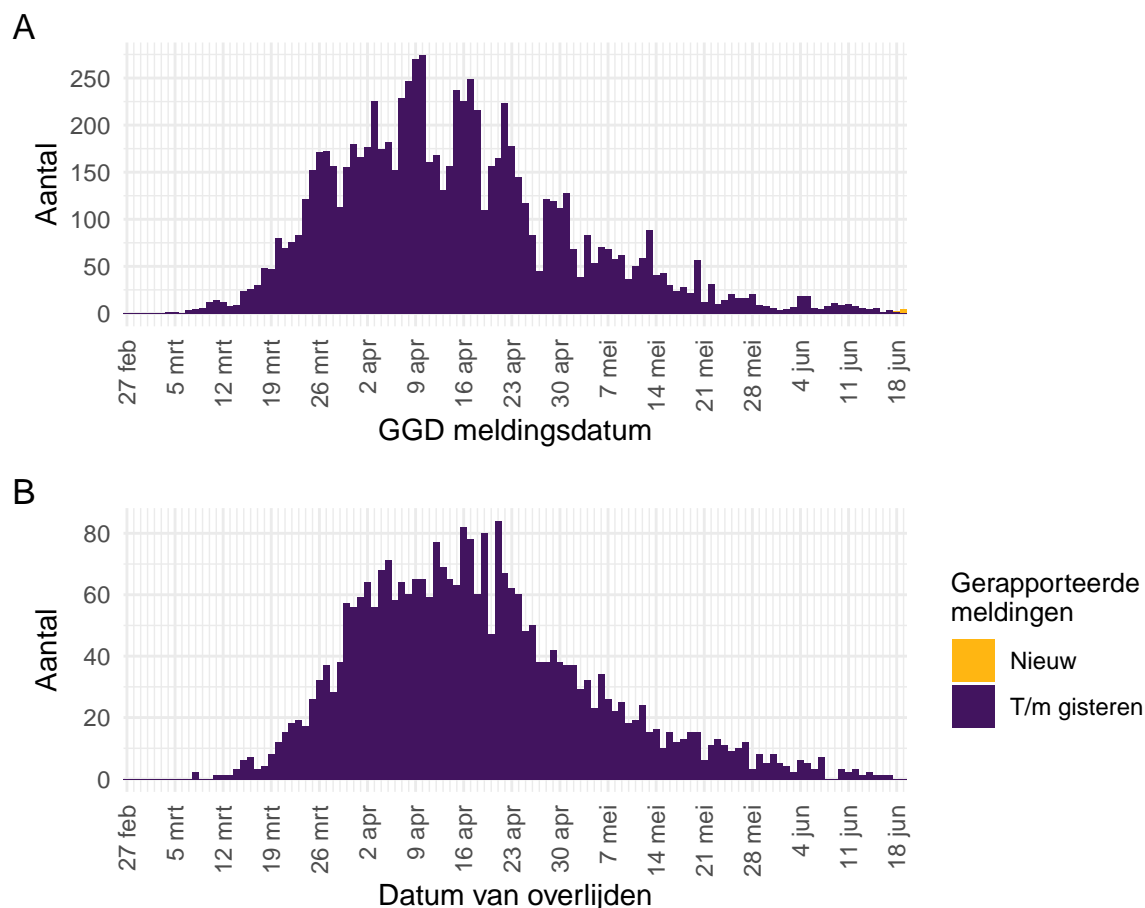 A
Aantal
250
200
150
100
50
0
27 feb
5 mrt
12 mrt
19 mrt
26 mrt
2 apr
9 apr
16 apr
23 apr
30 apr
7 mei
14 mei
21 mei
28 mei
4 jun
11 jun
18 jun
GGD meldingsdatum
B
Aantal
80
60
40
20
0
27 feb
5 mrt
12 mrt
19 mrt
26 mrt
2 apr
9 apr
16 apr
23 apr
30 apr
7 mei
14 mei
21 mei
28 mei
4 jun
11 jun
18 jun
Datum van overlijden
Gerapporteerde
meldingen
Nieuw
T/m gisteren